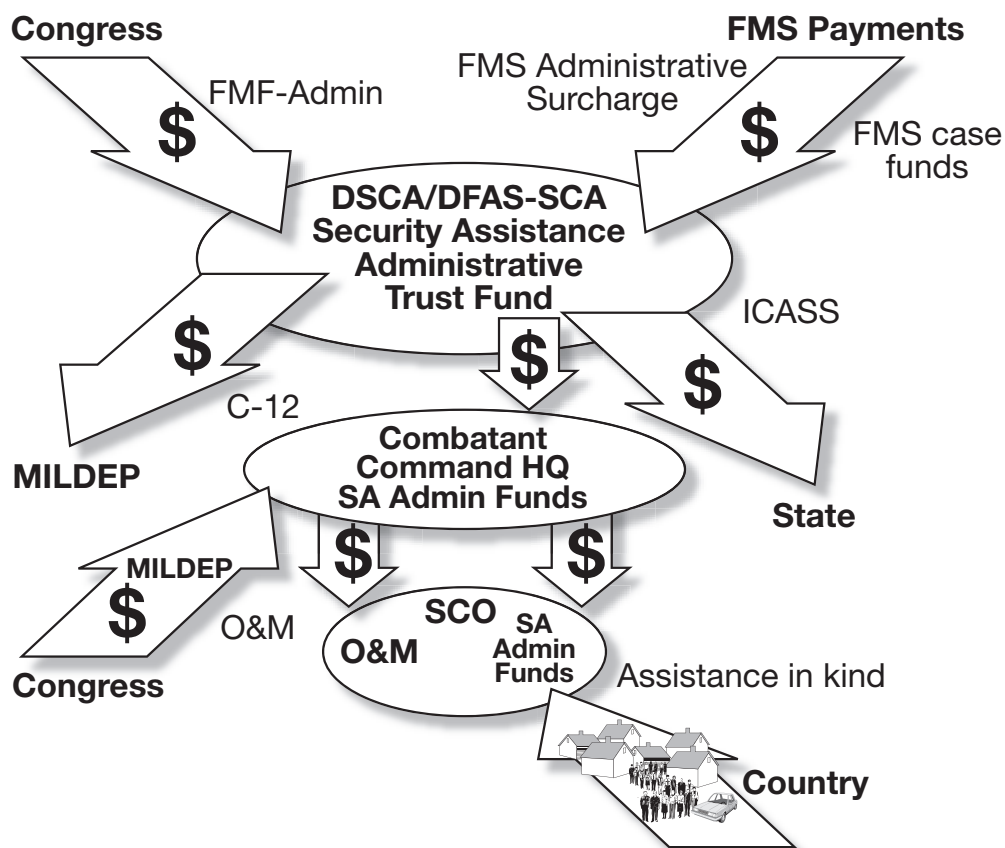 Congress
FMS Payments
FMF-Admin
FMS Administrative
Surcharge
$
$
FMS case
funds
DSCA/DFAS-SCA
Security Assistance
Administrative
Trust Fund
ICASS
$
$
$
C-12
MILDEP
Combatant
Command HQ
SA Admin Funds
State
MILDEP
$
$
$
O&M
Congress
SCO
O&M
SA
Admin
Funds
Assistance in kind
Country